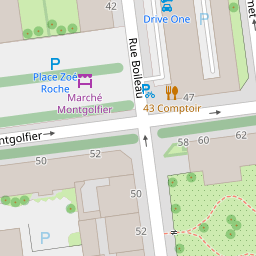 P
Drive One
Rue Boileau
P
Place Zoé
Roche
Marché
Montgolfier
47
43 Comptoir
ntgolfier
62
60
58
52
50
52
50
50
P
P